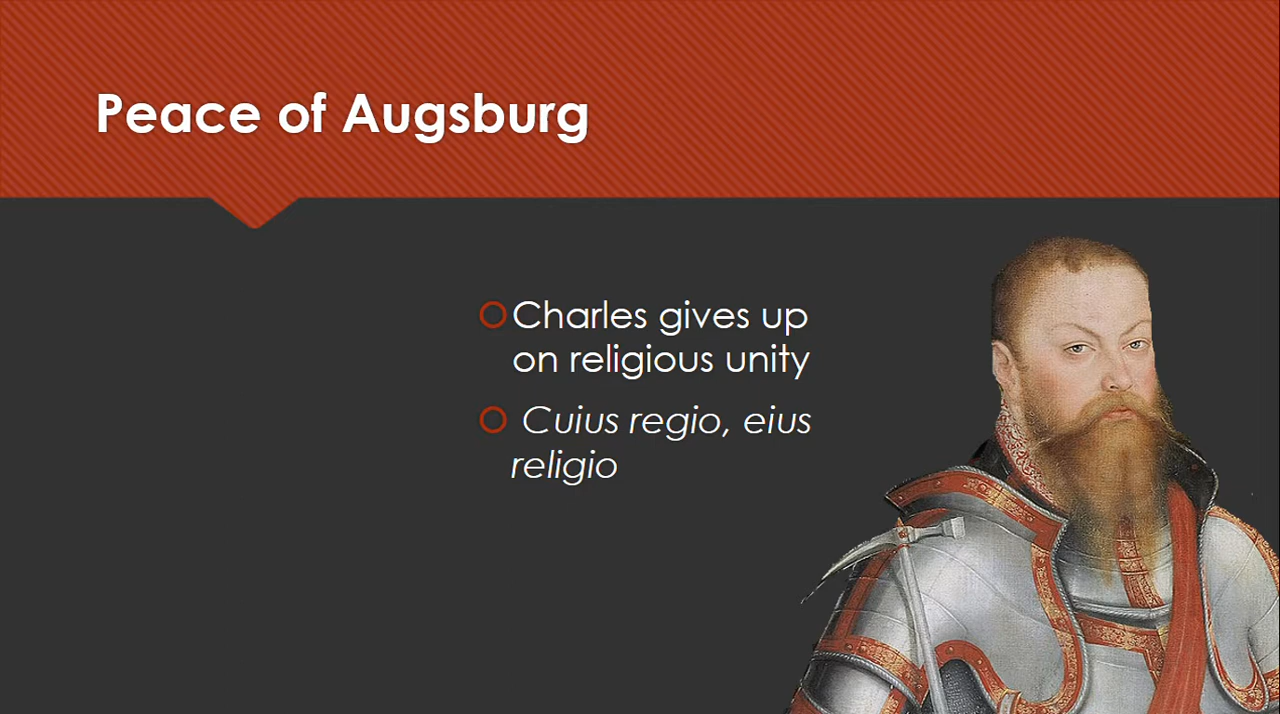 Peace of Augsburg
Charles gives up
on religious unity
Cuius regio, eius
religio